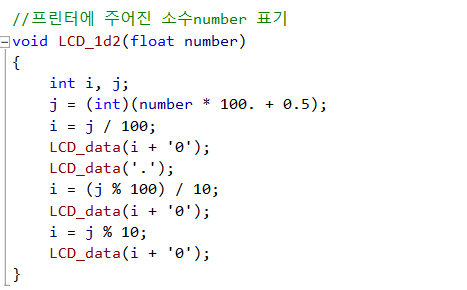 //프린터에 주어진 소수number 표기
void LCD_1d2(float number)
{
    int i, j;
    j = (int)(number * 100. + 0.5);
    i = j / 100;
    LCD_data(i + '0');
    LCD_data('.');
    i = (j % 100) / 10;
    LCD_data(i + '0');
    i = j % 10;
    LCD_data(i + '0');
}